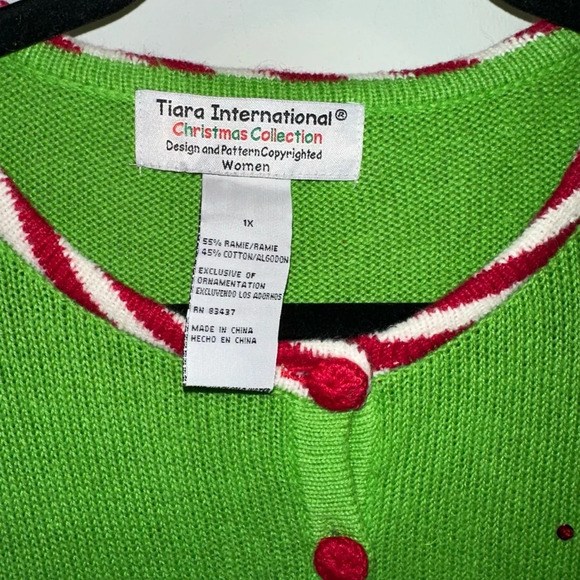 Tiara International®
Christmas Collection
Design and Pattern Copyrighted
Women
1X
55% RAMIE/RAMIE
45% COTTON/ALGODON
EXCLUSIVE OF
ORNAMENTATION
EXCLUYENDO LOS ADORNOS
RN 83437
MADE IN CHINA
HECHO EN CHINA